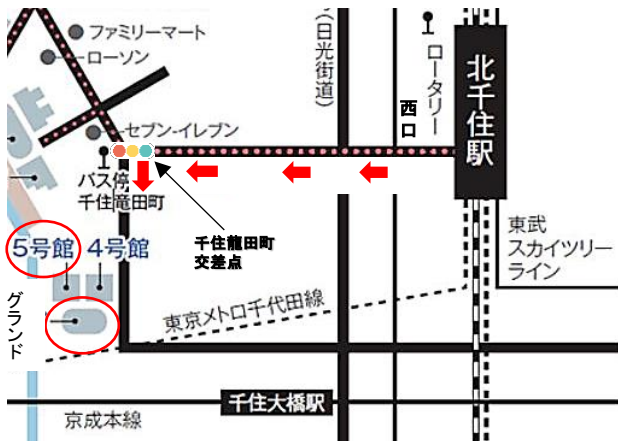 ファミリーマート
ローソン
セブン-イレブン
バス停
千住竜田町
5号館
4号館
グランド
千住龍田町
交差点
(日光街道)
ロータリー
西口
北千住駅
東武
スカイツリー
ライン
東京メトロ千代田線
千住大橋駅
京成本線